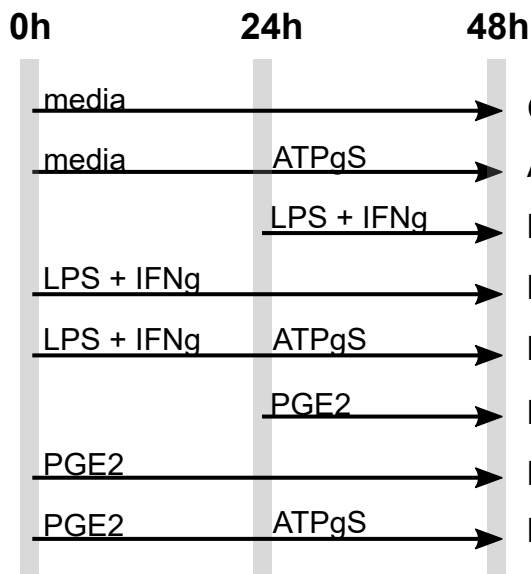 0h 24h 48h
media
media ATPgS
LPS + IFNg
LPS + IFNg
LPS + IFNg ATPgS
PGE2
PGE2
PGE2 ATPgS